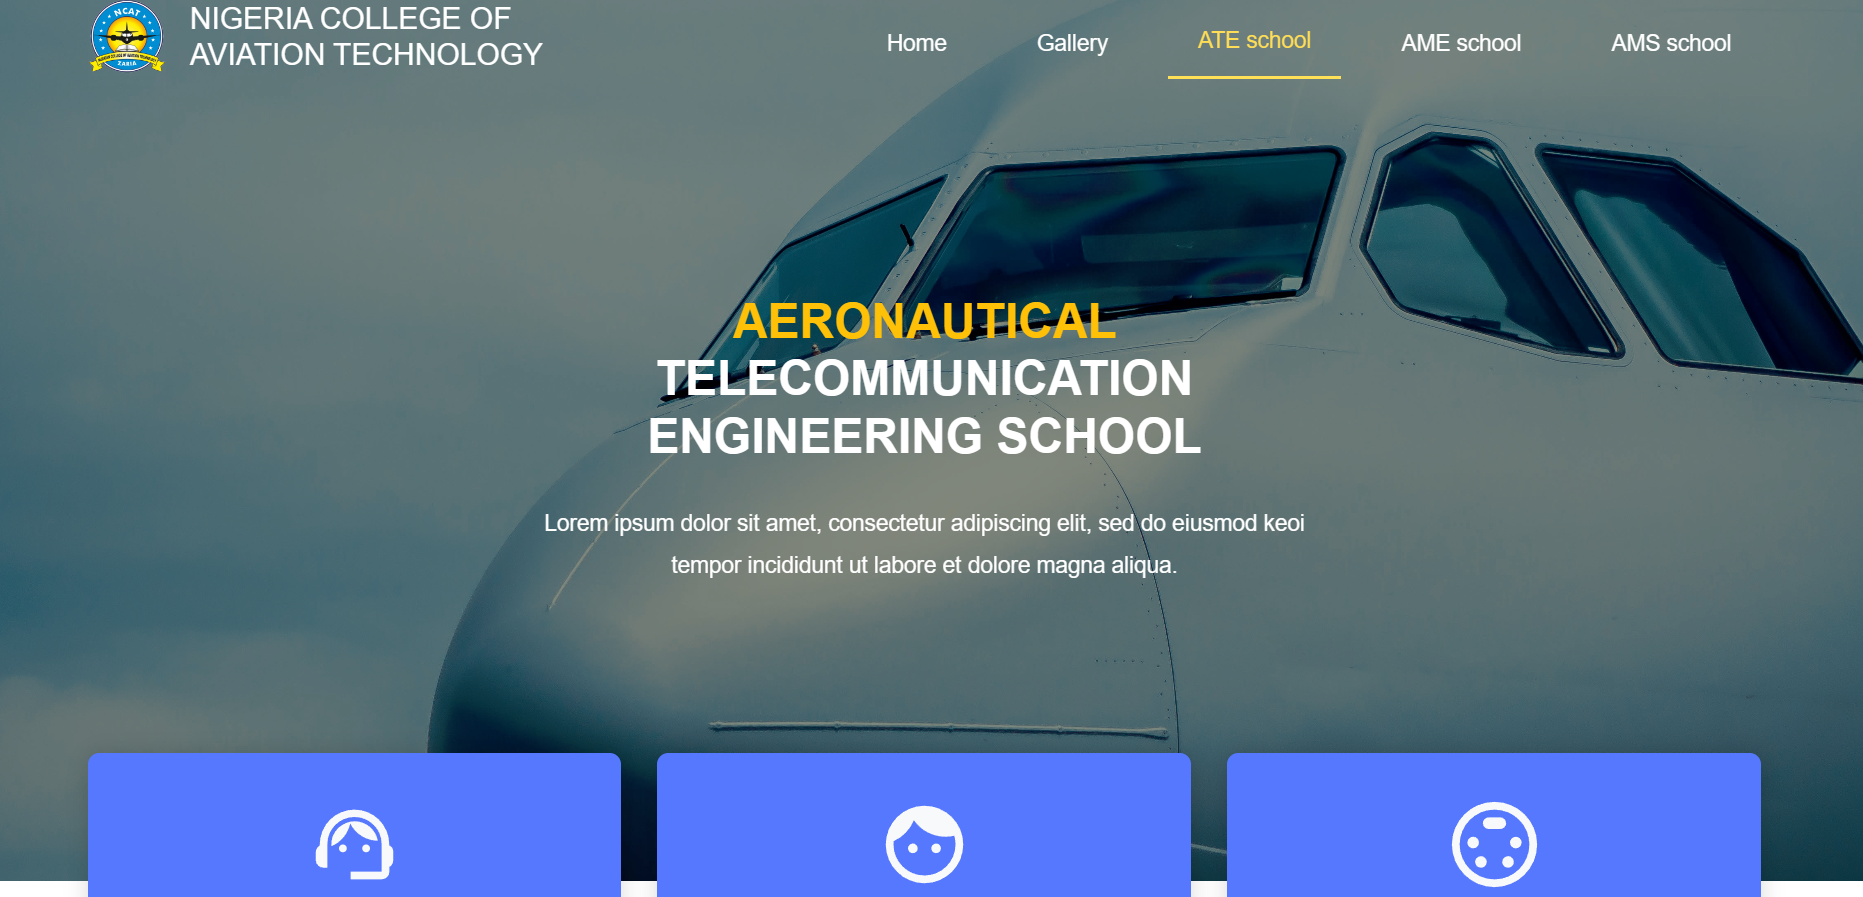 NCAT
ZARIA
NIGERIA COLLEGE OF
AVIATION TECHNOLOGY
Home
Gallery
ATE school
AME school
AMS school
AERONAUTICAL
TELECOMMUNICATION
ENGINEERING SCHOOL
Lorem ipsum dolor sit amet, consectetur adipiscing elit, sed do eiusmod keoi
tempor incididunt ut labore et dolore magna aliqua.